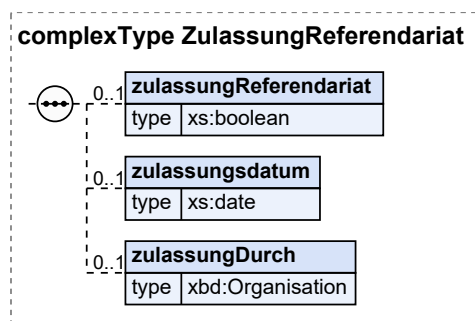 complexType ZulassungReferendariat
0..1 zulassungReferendariat
type xs:boolean
0..1 zulassungsdatum
type xs:date
0..1 zulassungDurch
type xbd:Organisation